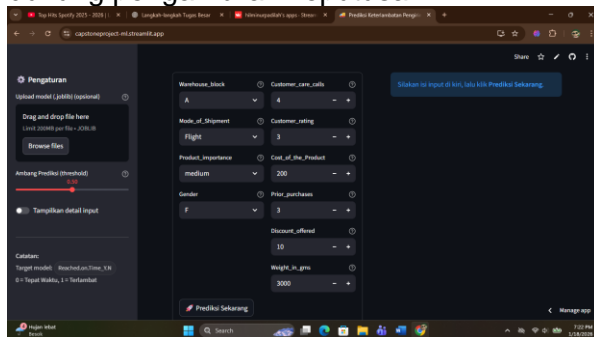 Top Hits Spotify 2025 - 2026 |
Langkah-langkah Tugas Besar
Prediksi Keterlambatan Pengiri
capstoneproject-ml.streamlit.app
Share
Pengaturan
Upload model (.joblib) (opsional)
Drag and drop file here
Limit 200MB per file • JOBLIB
Browse files
Ambang Prediksi (threshold)
Tampilkan detail input
Catatan:
Target model: Reached.on.Time_Y.N
0 = Tepat Waktu, 1 = Terlambat
Warehouse_block
A
Mode_of_Shipment
Flight
Product_importance
medium
Gender
F
Customer_care_calls
4
Customer_rating
3
Cost_of_the_Product
200
Prior_purchases
3
Discount_offered
10
Weight_in_gms
3000
Prediksi Sekarang
Silakan isi input di kiri, lalu klik Prediksi Sekarang.
Manage app
Hujan lebat
Besok
Search
7:22 PM
1/18/2026